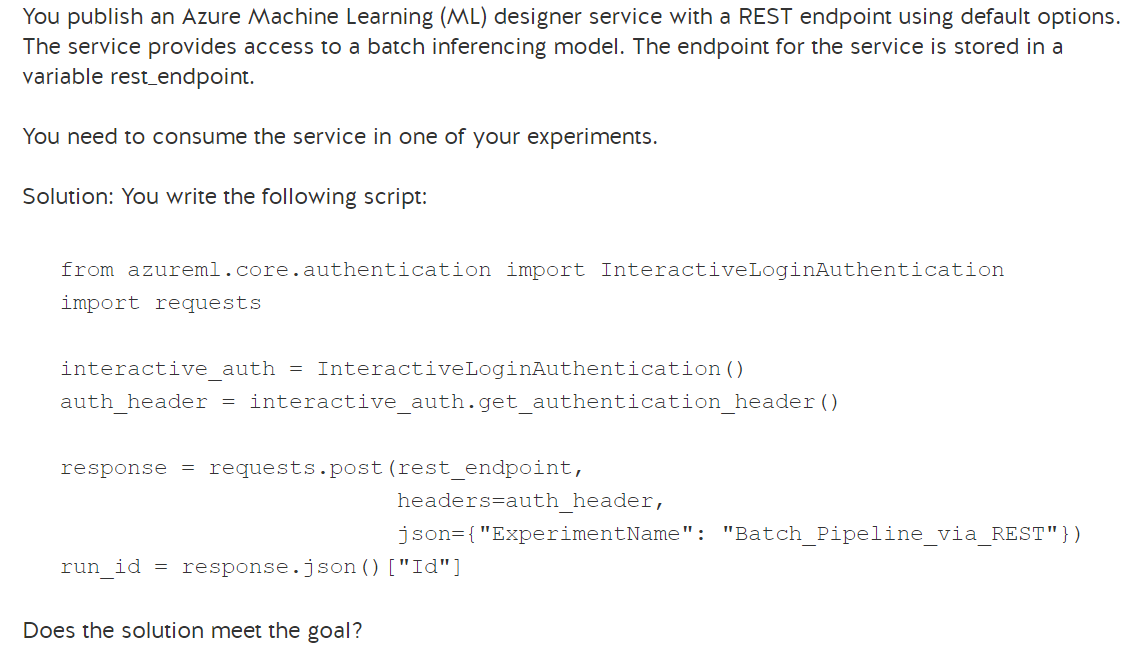 You publish an Azure Machine Learning (ML) designer service with a REST endpoint using default options.
The service provides access to a batch inferencing model. The endpoint for the service is stored in a
variable rest_endpoint.
You need to consume the service in one of your experiments.
Solution: You write the following script:
from azureml.core.authentication import InteractiveLoginAuthentication
import requests
interactive_auth = InteractiveLoginAuthentication()
auth_header = interactive_auth.get_authentication_header()
response = requests.post(rest_endpoint,
headers=auth_header,
json={"ExperimentName": "Batch_Pipeline_via_REST"})
run_id = response.json()["Id"]
Does the solution meet the goal?